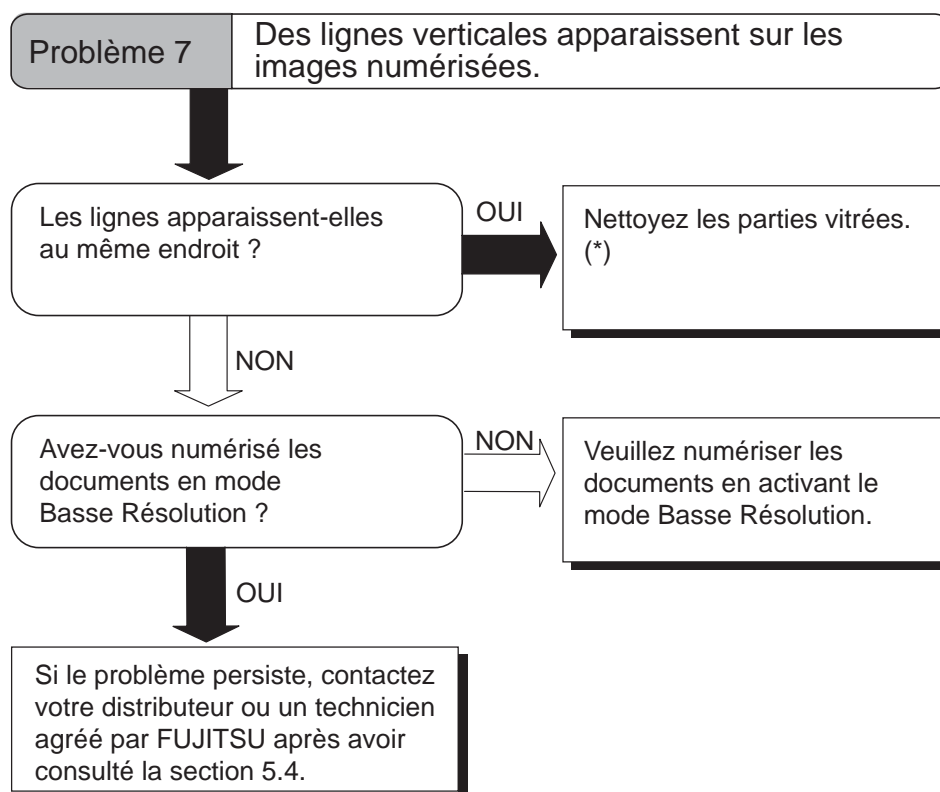 Problème 7
Des lignes verticales apparaissent sur les
images numérisées.
Les lignes apparaissent-elles
au même endroit ?
OUI
Nettoyez les parties vitrées.
(*)
NON
Avez-vous numérisé les
documents en mode
Basse Résolution ?
NON
Veuillez numériser les
documents en activant le
mode Basse Résolution.
OUI
Si le problème persiste, contactez
votre distributeur ou un technicien
agréé par FUJITSU après avoir
consulté la section 5.4.